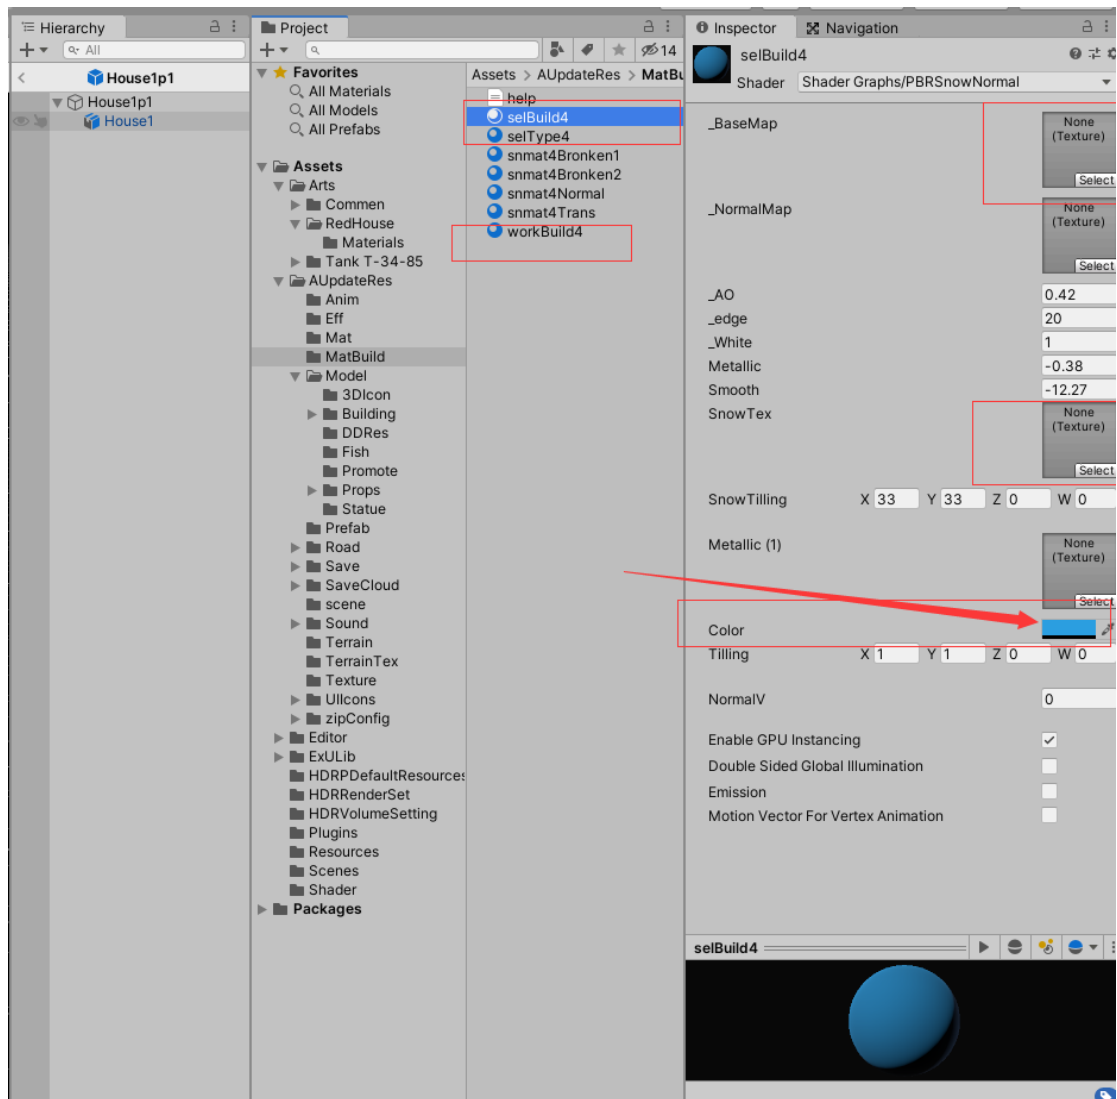 Hierarchy
All
House1p1
House1p1
House1
Project
14
Favorites
All Materials
All Models
All Prefabs
Assets
Arts
Commen
RedHouse
Materials
Tank T-34-85
AUpdateRes
Anim
Eff
Mat
MatBuild
Model
3DIcon
Building
DDRes
Fish
Promote
Props
Statue
Prefab
Road
Save
SaveCloud
scene
Sound
Terrain
TerrainTex
Texture
UIIcons
zipConfig
Editor
ExULib
HDRPDefaultResources
HDRRenderSet
HDRVolumeSetting
Plugins
Resources
Scenes
Shader
Packages
Assets > AUpdateRes > MatBu
help
selBuild4
selType4
snmat4Bronken1
snmat4Bronken2
snmat4Normal
snmat4Trans
workBuild4
Inspector
Navigation
selBuild4
Shader Shader Graphs/PBRSnowNormal
_BaseMap
None
(Texture)
Select
_NormalMap
None
(Texture)
Select
_AO 0.42
_edge 20
_White 1
Metallic -0.38
Smooth -12.27
SnowTex
None
(Texture)
Select
SnowTilling X 33 Y 33 Z 0 W 0
Metallic (1)
None
(Texture)
Select
Color
Tilling X 1 Y 1 Z 0 W 0
NormalV 0
Enable GPU Instancing
Double Sided Global Illumination
Emission
Motion Vector For Vertex Animation
selBuild4